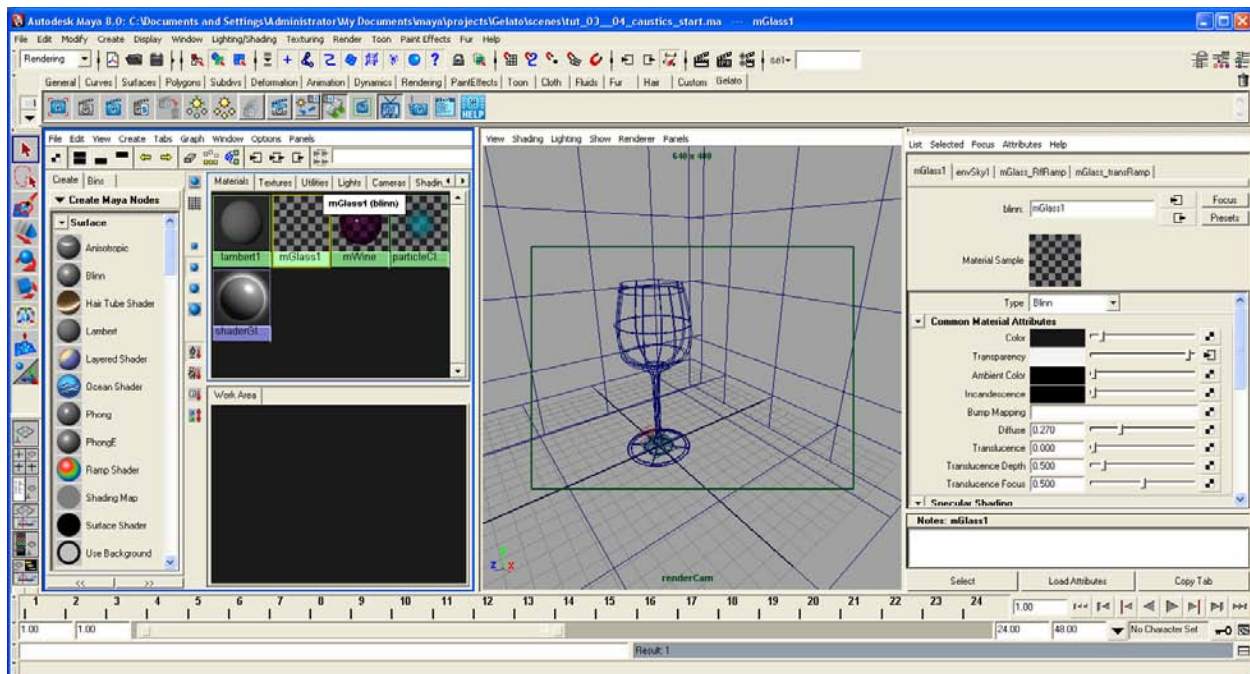 Autodesk Maya 8.0: C:\Documents and Settings\Administrator\My Documents\maya\projects\Gelato\scenes\tut_03__04_caustics_start.ma --- mGlass1
File Edit Modify Create Display Window Lighting/Shading Texturing Render Toon Paint Effects Fur Help
Rendering
sel-
General Curves Surfaces Polygons Subdivs Deformation Animation Dynamics Rendering PaintEffects Toon Cloth Fluids Fur Hair Custom Gelato
HELP
File Edit View Create Tabs Graph Window Options Panels
Create Bins
Create Maya Nodes
Surface
Anisotropic
Blinn
Hair Tube Shader
Lambert
Layered Shader
Ocean Shader
Phong
PhongE
Ramp Shader
Shading Map
Surface Shader
Use Background
<< >>
Materials Textures Utilities Lights Cameras Shadin
mGlass1 (blinn)
lambert1 mGlass1 mWine particleCl
shaderGl
Work Area
View Shading Lighting Show Renderer Panels
640 x 480
z x
renderCam
List Selected Focus Attributes Help
mGlass1 envSky1 mGlass_RflRamp mGlass_transRamp
blinn: mGlass1
Focus
Presets
Material Sample
Type Blinn
Common Material Attributes
Color
Transparency
Ambient Color
Incandescence
Bump Mapping
Diffuse 0.270
Translucence 0.000
Translucence Depth 0.500
Translucence Focus 0.500
Specular Shading
Notes: mGlass1
Select Load Attributes Copy Tab
1 2 3 4 5 6 7 8 9 10 11 12 13 14 15 16 17 18 19 20 21 22 23 24
1.00
1.00 1.00 24.00 48.00 No Character Set
Result: 1